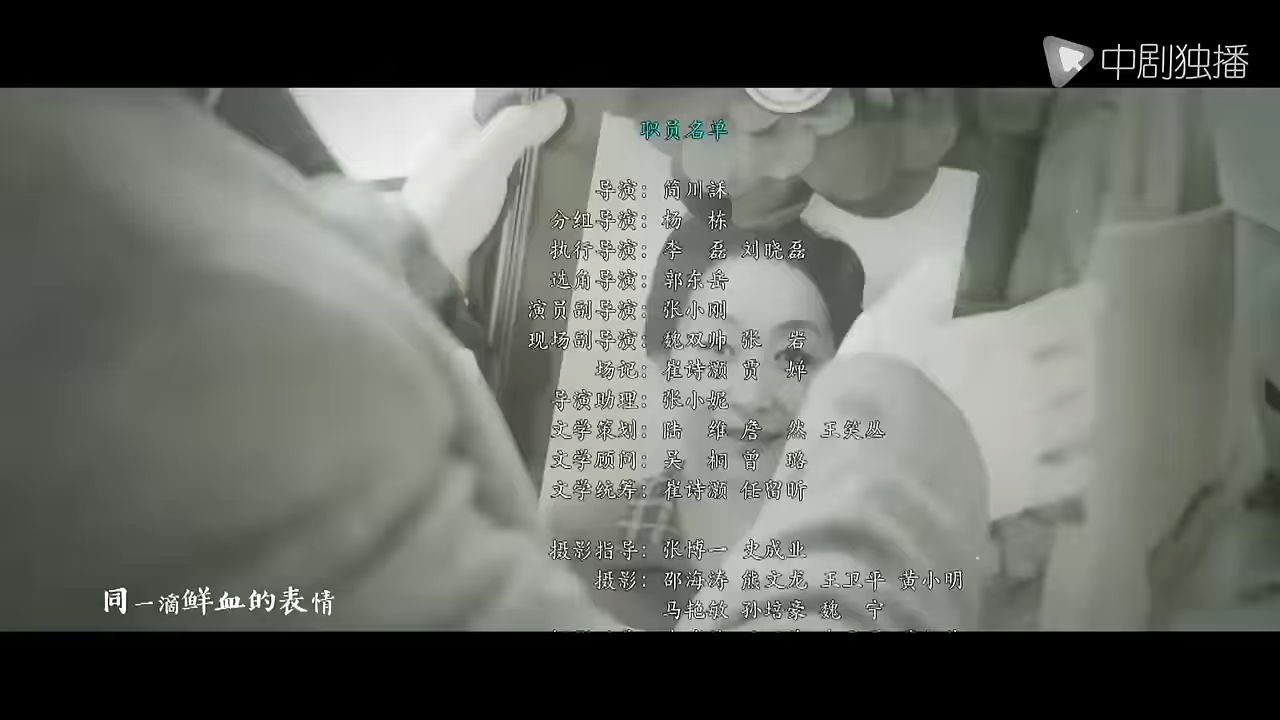 中剧独播
职员名单
导演: 简川訸
分组导演: 杨 栋
执行导演: 李 磊 刘晓磊
选角导演: 郭东岳
演员副导演: 张小刚
现场副导演: 魏双帅 张 岩
场记: 崔诗灏 贾 婵
导演助理: 张小妮
文学策划: 陆 维 詹 然 王笑丛
文学顾问: 吴 桐 曾 璐
文学统筹: 崔诗灏 任留昕
摄影指导: 张博一 史成业
摄影: 邵海涛 熊文龙 王卫平 黄小明
马艳敏 孙培豪 魏 宁
同一滴鲜血的表情